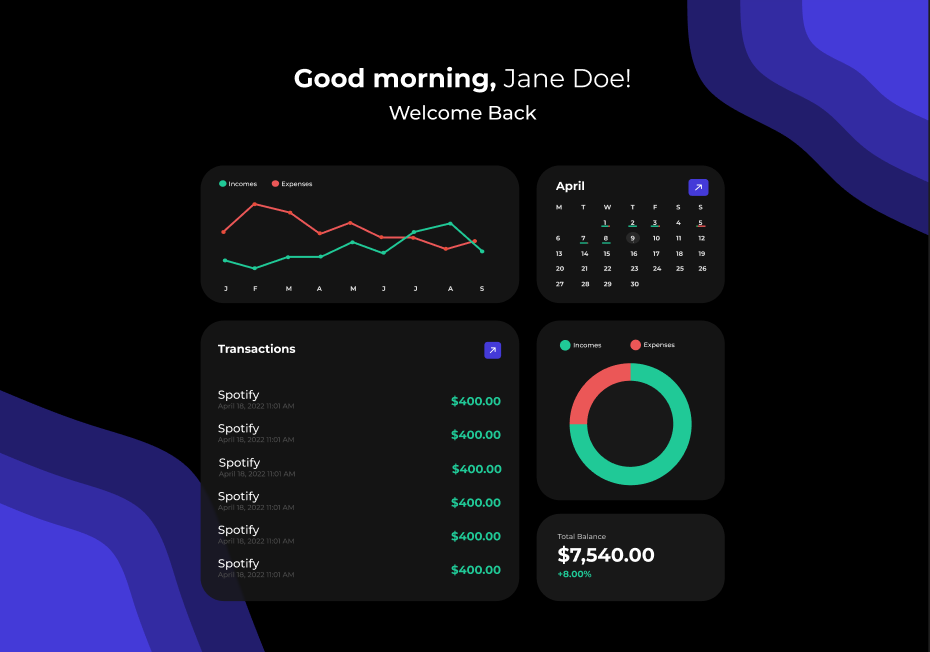 Good morning, Jane Doe!
Welcome Back
Incomes Expenses
J F M A M J J A S
April
M T W T F S S
1 2 3 4 5
6 7 8 9 10 11 12
13 14 15 16 17 18 19
20 21 22 23 24 25 26
27 28 29 30
Transactions
Spotify $400.00
April 18, 2022 11:01 AM
Spotify $400.00
April 18, 2022 11:01 AM
Spotify $400.00
April 18, 2022 11:01 AM
Spotify $400.00
April 18, 2022 11:01 AM
Spotify $400.00
April 18, 2022 11:01 AM
Spotify $400.00
April 18, 2022 11:01 AM
Incomes Expenses
Total Balance
$7,540.00
+8.00%